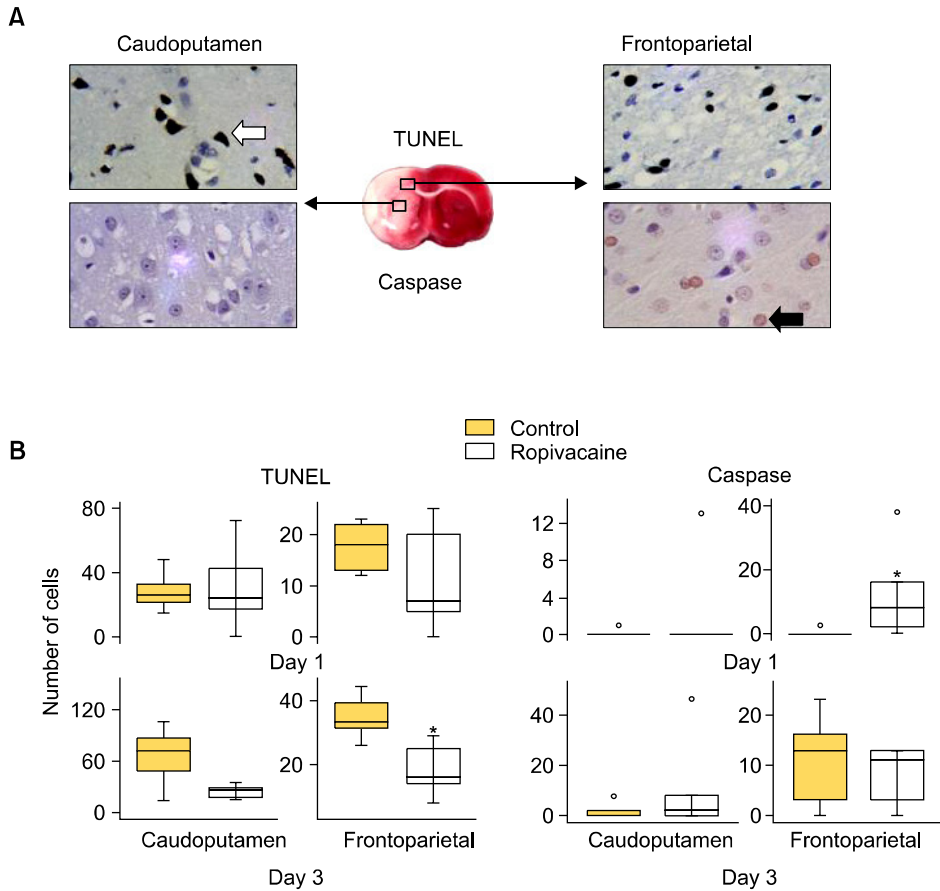 A
Caudoputamen
Frontoparietal
TUNEL
Caspase
B
Control
Ropivacaine
TUNEL
Caspase
Number of cells
80
40
0
20
10
0
12
8
4
0
40
20
0
*
Day 1
Day 1
120
60
0
40
20
*
40
20
0
20
10
0
Caudoputamen
Frontoparietal
Caudoputamen
Frontoparietal
Day 3
Day 3